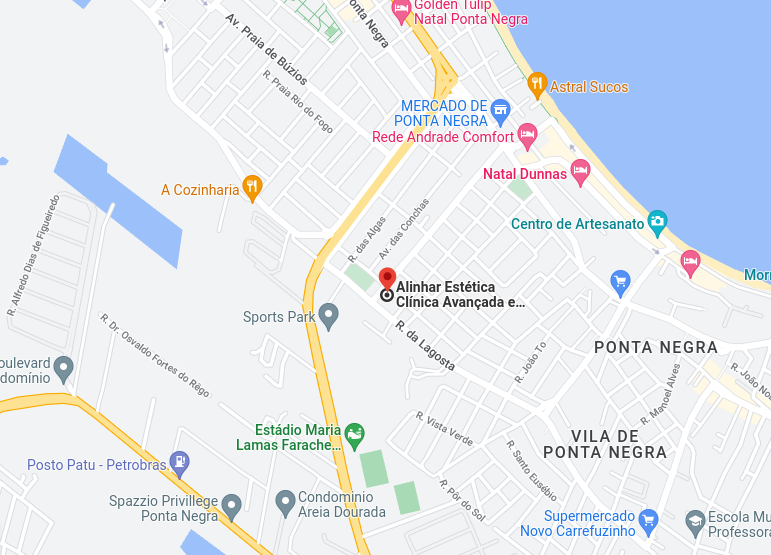 Golden Tulip
Natal Ponta Negra
Ponta Negra
Av. Praia de Búzios
R. Praia Rio do Fogo
Astral Sucos
MERCADO DE
PONTA NEGRA
Rede Andrade Comfort
Natal Dunnas
A Cozinharia
Centro de Artesanato
R. das Algas
Av. das Conchas
R. Alfredo Dias de Figueiredo
Alinhar Estética
Clínica Avançada e...
Sports Park
R. da Lagosta
R. Dr. Osvaldo Fortes do Rêgo
PONTA NEGRA
R. João To
oulevard
domínio
R. Manoel Alves
R. João No
Estádio Maria
Lamas Farache...
R. Vista Verde
VILA DE
PONTA NEGRA
R. Santo Eusébio
Posto Patu - Petrobras
R. Pôr do Sol
Spazzio Privillege
Ponta Negra
Condominio
Areia Dourada
Supermercado
Novo Carrefuzinho
Escola Mu
Professora